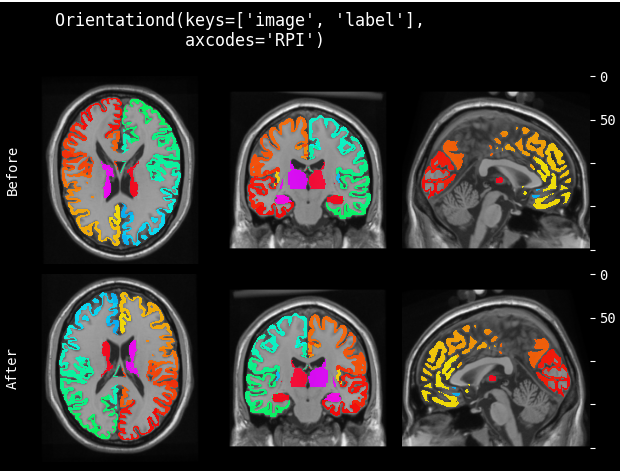 Orientationd(keys=['image', 'label'],
axcodes='RPI')
Before
0
50
After
0
50